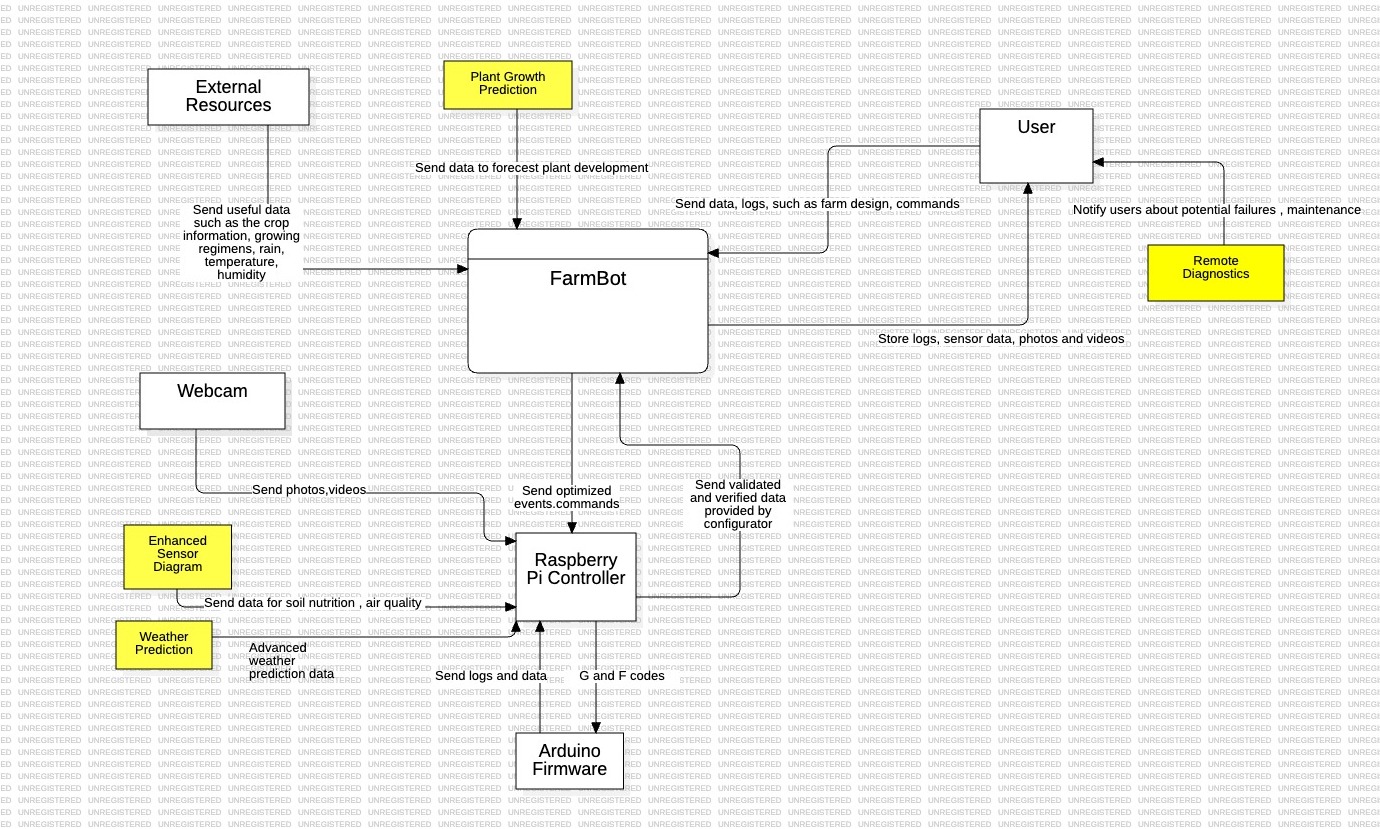 External
Resources
Plant Growth
Prediction
User
Send data to forecest plant development
Send data, logs, such as farm design, commands
Notify users about potential failures , maintenance
Send useful data
such as the crop
information, growing
regimens, rain,
temperature,
humidity
FarmBot
Remote
Diagnostics
Store logs, sensor data, photos and videos
Webcam
Send photos,videos
Send optimized
events.commands
Send validated
and verified data
provided by
configurator
Enhanced
Sensor
Diagram
Raspberry
Pi Controller
Send data for soil nutrition , air quality
Weather
Prediction
Advanced
weather
prediction data
Send logs and data
G and F codes
Arduino
Firmware
UNREGISTERED